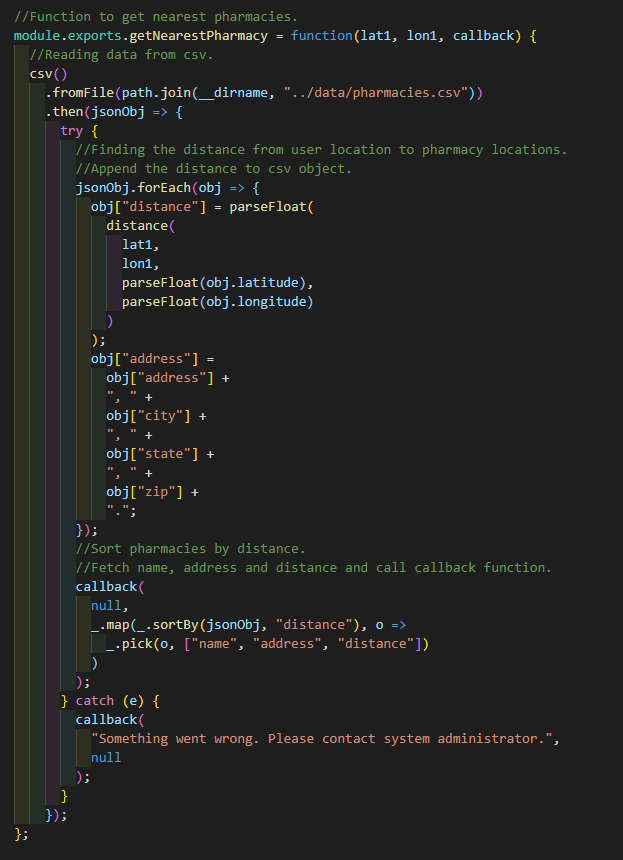 //Function to get nearest pharmacies.
module.exports.getNearestPharmacy = function(lat1, lon1, callback) {
  //Reading data from csv.
  csv()
    .fromFile(path.join(__dirname, "../data/pharmacies.csv"))
    .then(jsonObj => {
      try {
        //Finding the distance from user location to pharmacy locations.
        //Append the distance to csv object.
        jsonObj.forEach(obj => {
          obj["distance"] = parseFloat(
            distance(
              lat1,
              lon1,
              parseFloat(obj.latitude),
              parseFloat(obj.longitude)
            )
          );
          obj["address"] =
            obj["address"] +
            ", " +
            obj["city"] +
            ", " +
            obj["state"] +
            ", " +
            obj["zip"] +
            ".";
        });
        //Sort pharmacies by distance.
        //Fetch name, address and distance and call callback function.
        callback(
          null,
          _.map(_.sortBy(jsonObj, "distance"), o =>
            _.pick(o, ["name", "address", "distance"])
          )
        );
      } catch (e) {
        callback(
          "Something went wrong. Please contact system administrator.",
          null
        );
      }
    });
};